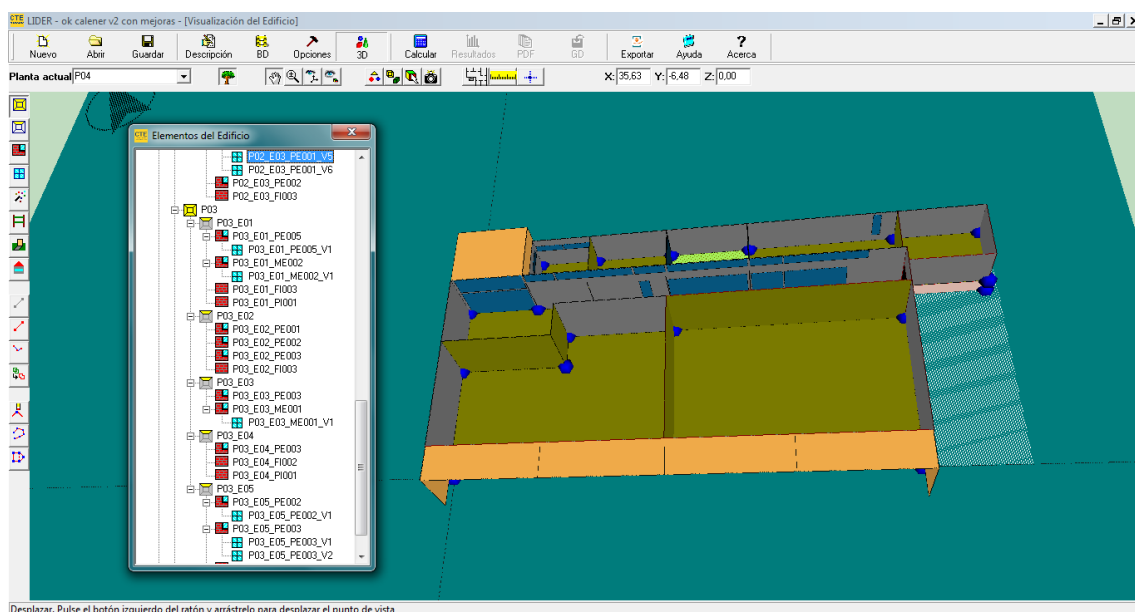 CTE LIDER - ok calener v2 con mejoras - [Visualización del Edificio]
Nuevo Abrir Guardar Descripción BD Opciones 3D Calcular Resultados PDF GD Exportar Ayuda Acerca
Planta actual P04 X: 35,63 Y: -6,48 Z: 0,00
CTE Elementos del Edificio
P02_E03_PE001_V5
P02_E03_PE001_V6
P02_E03_PE002
P02_E03_FI003
P03
P03_E01
P03_E01_PE005
P03_E01_PE005_V1
P03_E01_ME002
P03_E01_ME002_V1
P03_E01_FI003
P03_E01_PI001
P03_E02
P03_E02_PE001
P03_E02_PE002
P03_E02_PE003
P03_E02_FI003
P03_E03
P03_E03_PE003
P03_E03_ME001
P03_E03_ME001_V1
P03_E04
P03_E04_PE003
P03_E04_FI002
P03_E04_PI001
P03_E05
P03_E05_PE002
P03_E05_PE002_V1
P03_E05_PE003
P03_E05_PE003_V1
P03_E05_PE003_V2
Desplazar. Pulse el botón izquierdo del ratón y arrástrelo para desplazar el punto de vista